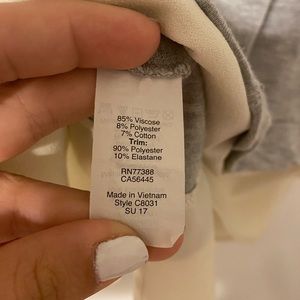 85% Viscose
8% Polyester
7% Cotton
Trim:
90% Polyester
10% Elastane
RN77388
CA56445
Made in Vietnam
Style C8031
SU 17